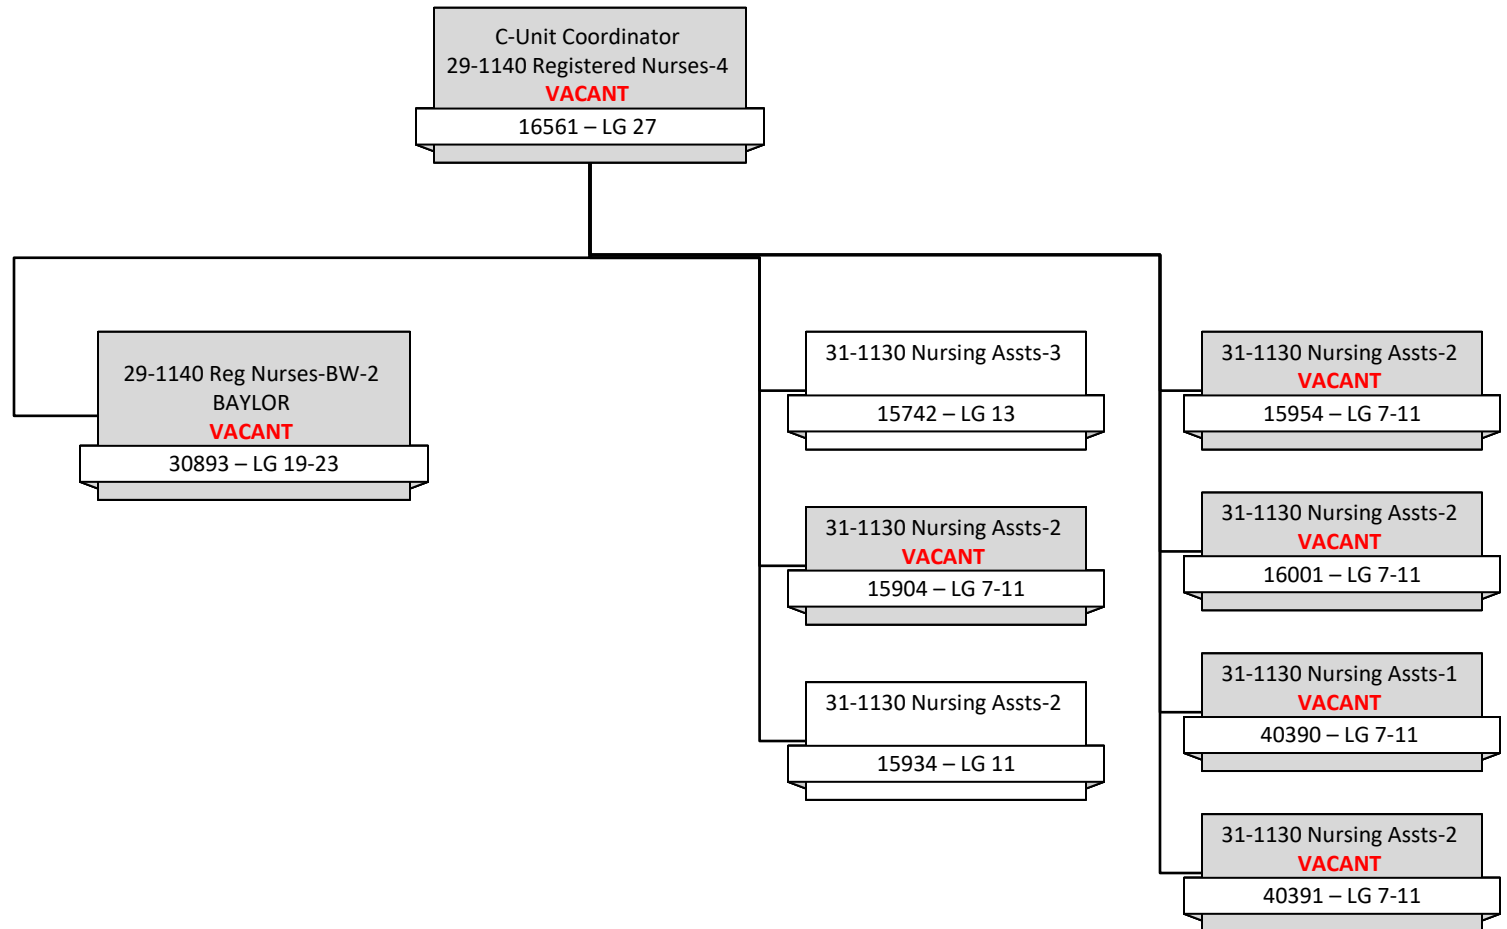 C-Unit Coordinator
29-1140 Registered Nurses-4
VACANT
16561 – LG 27
29-1140 Reg Nurses-BW-2
BAYLOR
VACANT
30893 – LG 19-23
31-1130 Nursing Assts-3
15742 – LG 13
31-1130 Nursing Assts-2
VACANT
15904 – LG 7-11
31-1130 Nursing Assts-2
15934 – LG 11
31-1130 Nursing Assts-2
VACANT
15954 – LG 7-11
31-1130 Nursing Assts-2
VACANT
16001 – LG 7-11
31-1130 Nursing Assts-1
VACANT
40390 – LG 7-11
31-1130 Nursing Assts-2
VACANT
40391 – LG 7-11